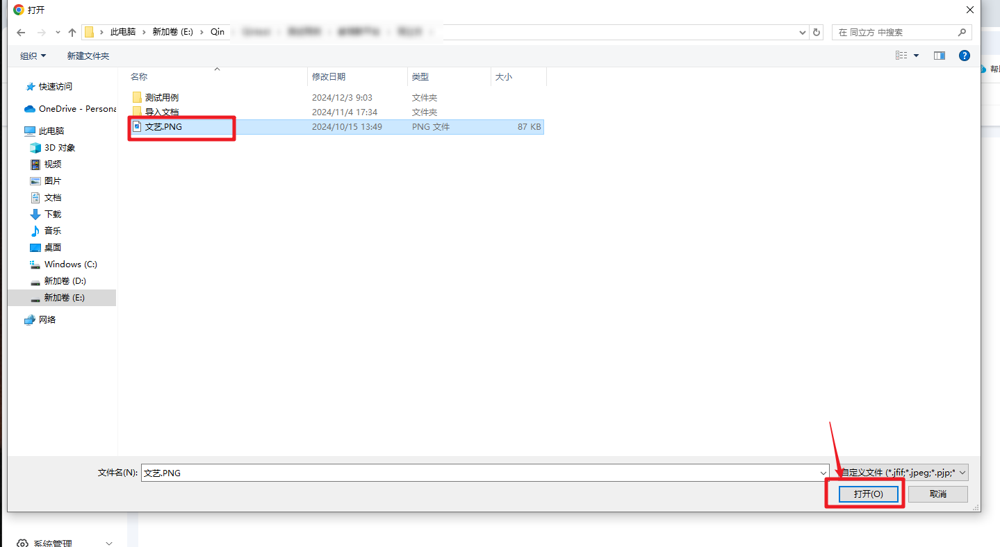 打开
此电脑 新加卷 (E:) Qin
在 同立方 中搜索
组织 新建文件夹
帮
名称 修改日期 类型 大小
测试用例 2024/12/3 9:03 文件夹
导入文档 2024/11/4 17:34 文件夹
文艺.PNG 2024/10/15 13:49 PNG 文件 87 KB
快速访问
OneDrive - Persona
此电脑
3D 对象
视频
图片
文档
下载
音乐
桌面
Windows (C:)
新加卷 (D:)
新加卷 (E:)
网络
文件名(N): 文艺.PNG
自定义文件 (*.jfif;*.jpeg;*.pjp;*
打开(O) 取消
系统管理